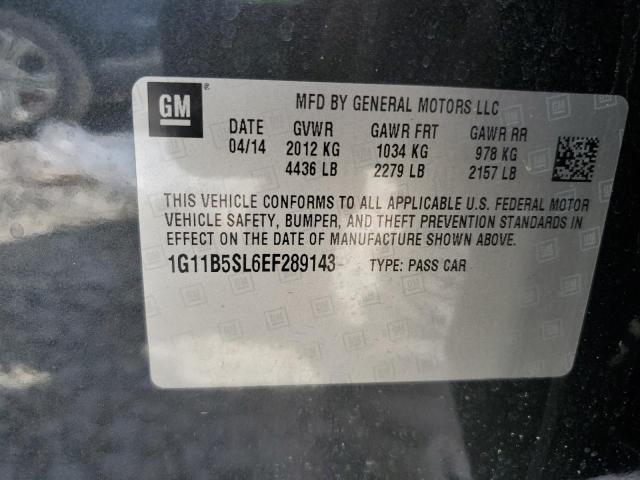 GM ®
MFD BY GENERAL MOTORS LLC
DATE GVWR GAWR FRT GAWR RR
04/14 2012 KG 1034 KG 978 KG
4436 LB 2279 LB 2157 LB
THIS VEHICLE CONFORMS TO ALL APPLICABLE U.S. FEDERAL MOTOR
VEHICLE SAFETY, BUMPER, AND THEFT PREVENTION STANDARDS IN
EFFECT ON THE DATE OF MANUFACTURE SHOWN ABOVE.
1G11B5SL6EF289143 TYPE: PASS CAR